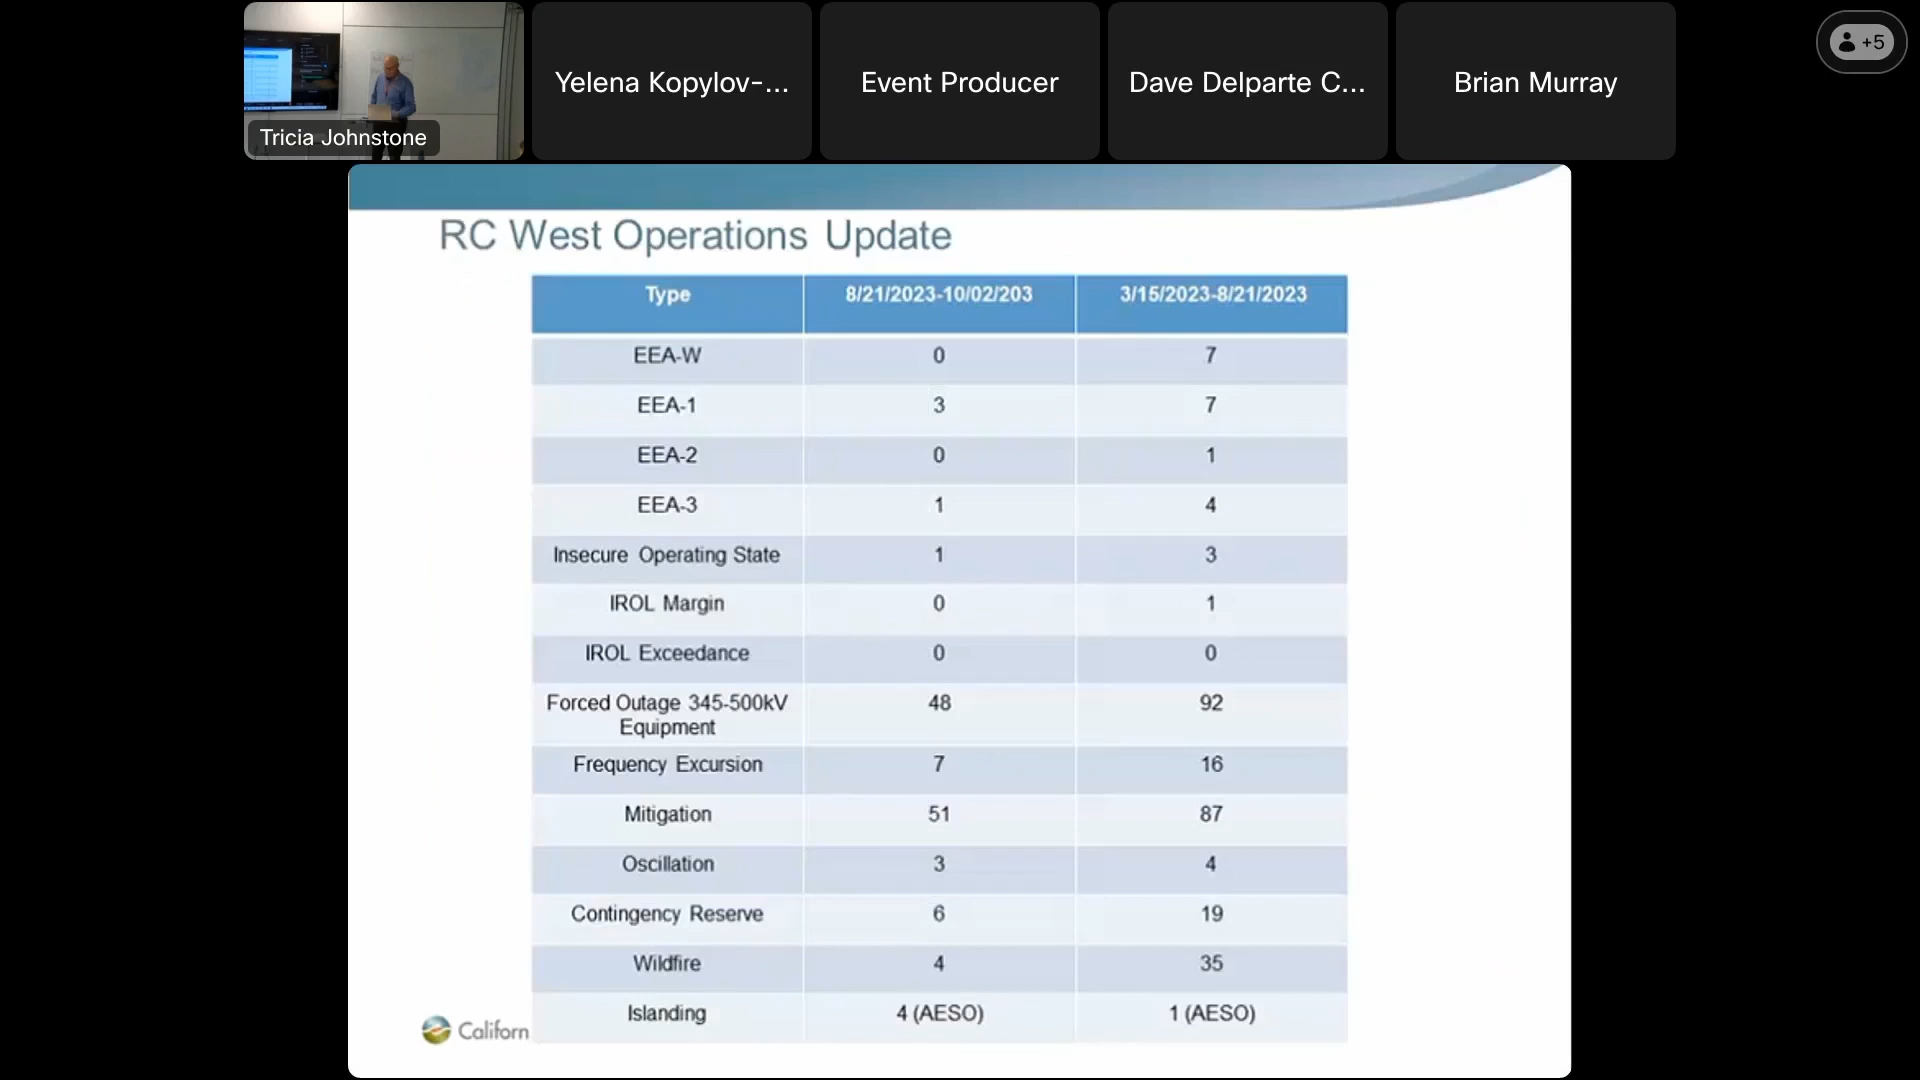 Tricia Johnstone
Yelena Kopylov-...
Event Producer
Dave Delparte C...
Brian Murray
+5
RC West Operations Update
Type 8/21/2023-10/02/203 3/15/2023-8/21/2023
EEA-W 0 7
EEA-1 3 7
EEA-2 0 1
EEA-3 1 4
Insecure Operating State 1 3
IROL Margin 0 1
IROL Exceedance 0 0
Forced Outage 345-500kV 48 92
Equipment
Frequency Excursion 7 16
Mitigation 51 87
Oscillation 3 4
Contingency Reserve 6 19
Wildfire 4 35
Islanding 4 (AESO) 1 (AESO)
Californ